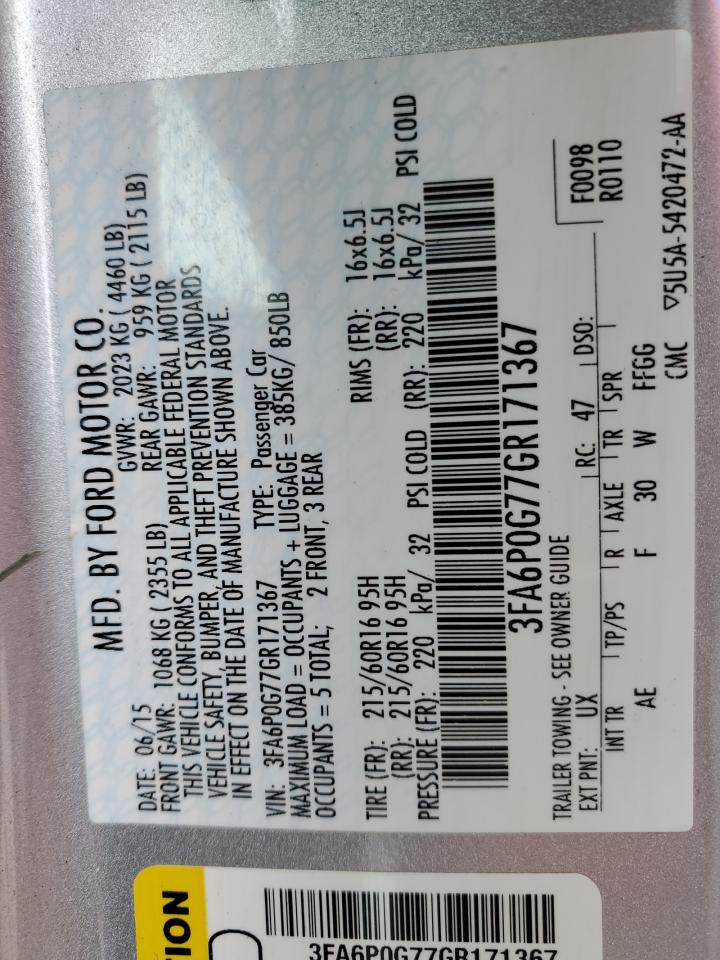 MFD. BY FORD MOTOR CO.
DATE: 06/15 GVWR: 2023 KG ( 4460 LB)
FRONT GAWR: 1068 KG ( 2355 LB) REAR GAWR: 959 KG ( 2115 LB)
THIS VEHICLE CONFORMS TO ALL APPLICABLE FEDERAL MOTOR
VEHICLE SAFETY, BUMPER, AND THEFT PREVENTION STANDARDS
IN EFFECT ON THE DATE OF MANUFACTURE SHOWN ABOVE.
VIN: 3FA6P0G77GR171367 TYPE: Passenger Car
MAXIMUM LOAD = OCCUPANTS + LUGGAGE = 385KG/ 850LB
OCCUPANTS = 5 TOTAL; 2 FRONT, 3 REAR
TIRE (FR): 215/60R16 95H RIMS (FR): 16x6.5J
(RR): 215/60R16 95H (RR): 16x6.5J
PRESSURE (FR): 220 kPa/ 32 PSI COLD (RR): 220 kPa/ 32 PSI COLD
3FA6P0G77GR171367
TRAILER TOWING - SEE OWNER GUIDE F0098
EXT PNT: UX RC: 47 DSO: R0110
INT TR TP/PS R AXLE TR SPR
AE F 30 W FFGG
CMC ▽5U5A-5420472-AA
TION
3FA6P0G77GR171367